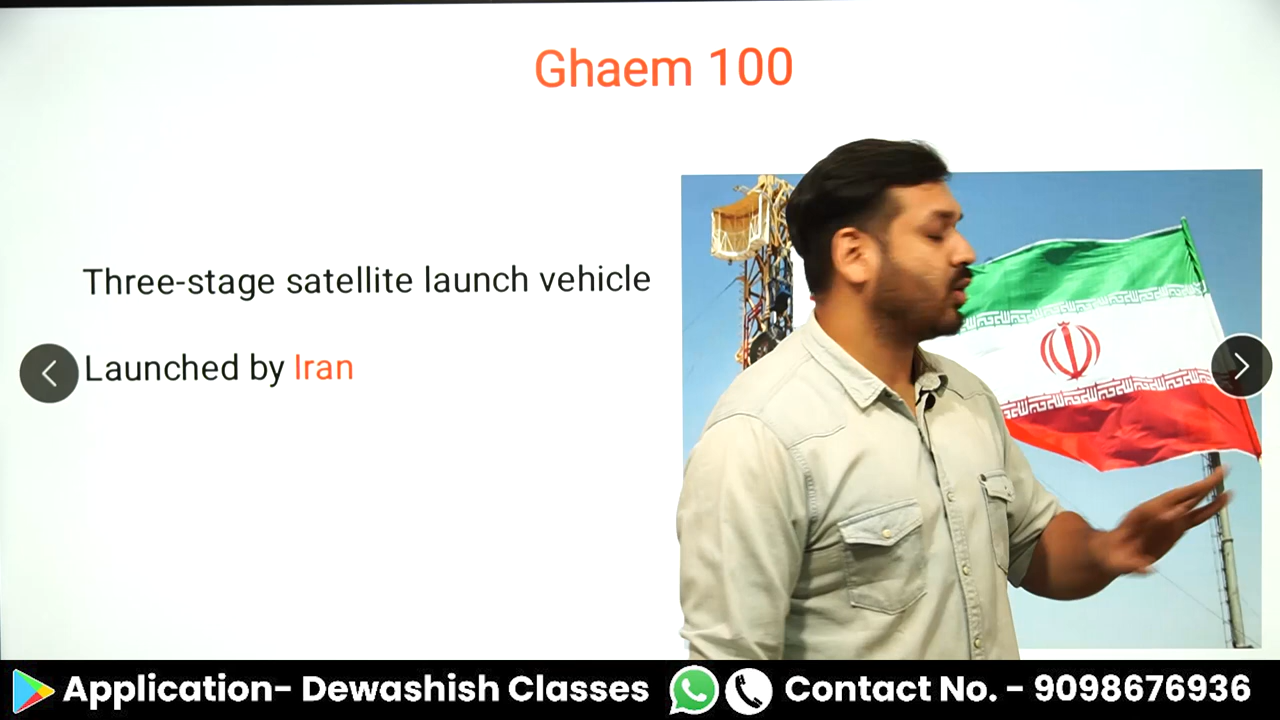 Ghaem 100
Three-stage satellite launch vehicle
Launched by Iran
Application- Dewashish Classes Contact No. - 9098676936